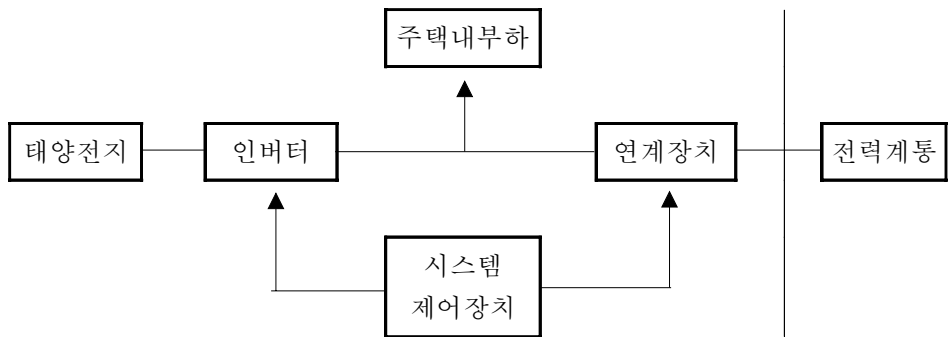 주택내부하
태양전지
인버터
연계장치
전력계통
시스템
제어장치